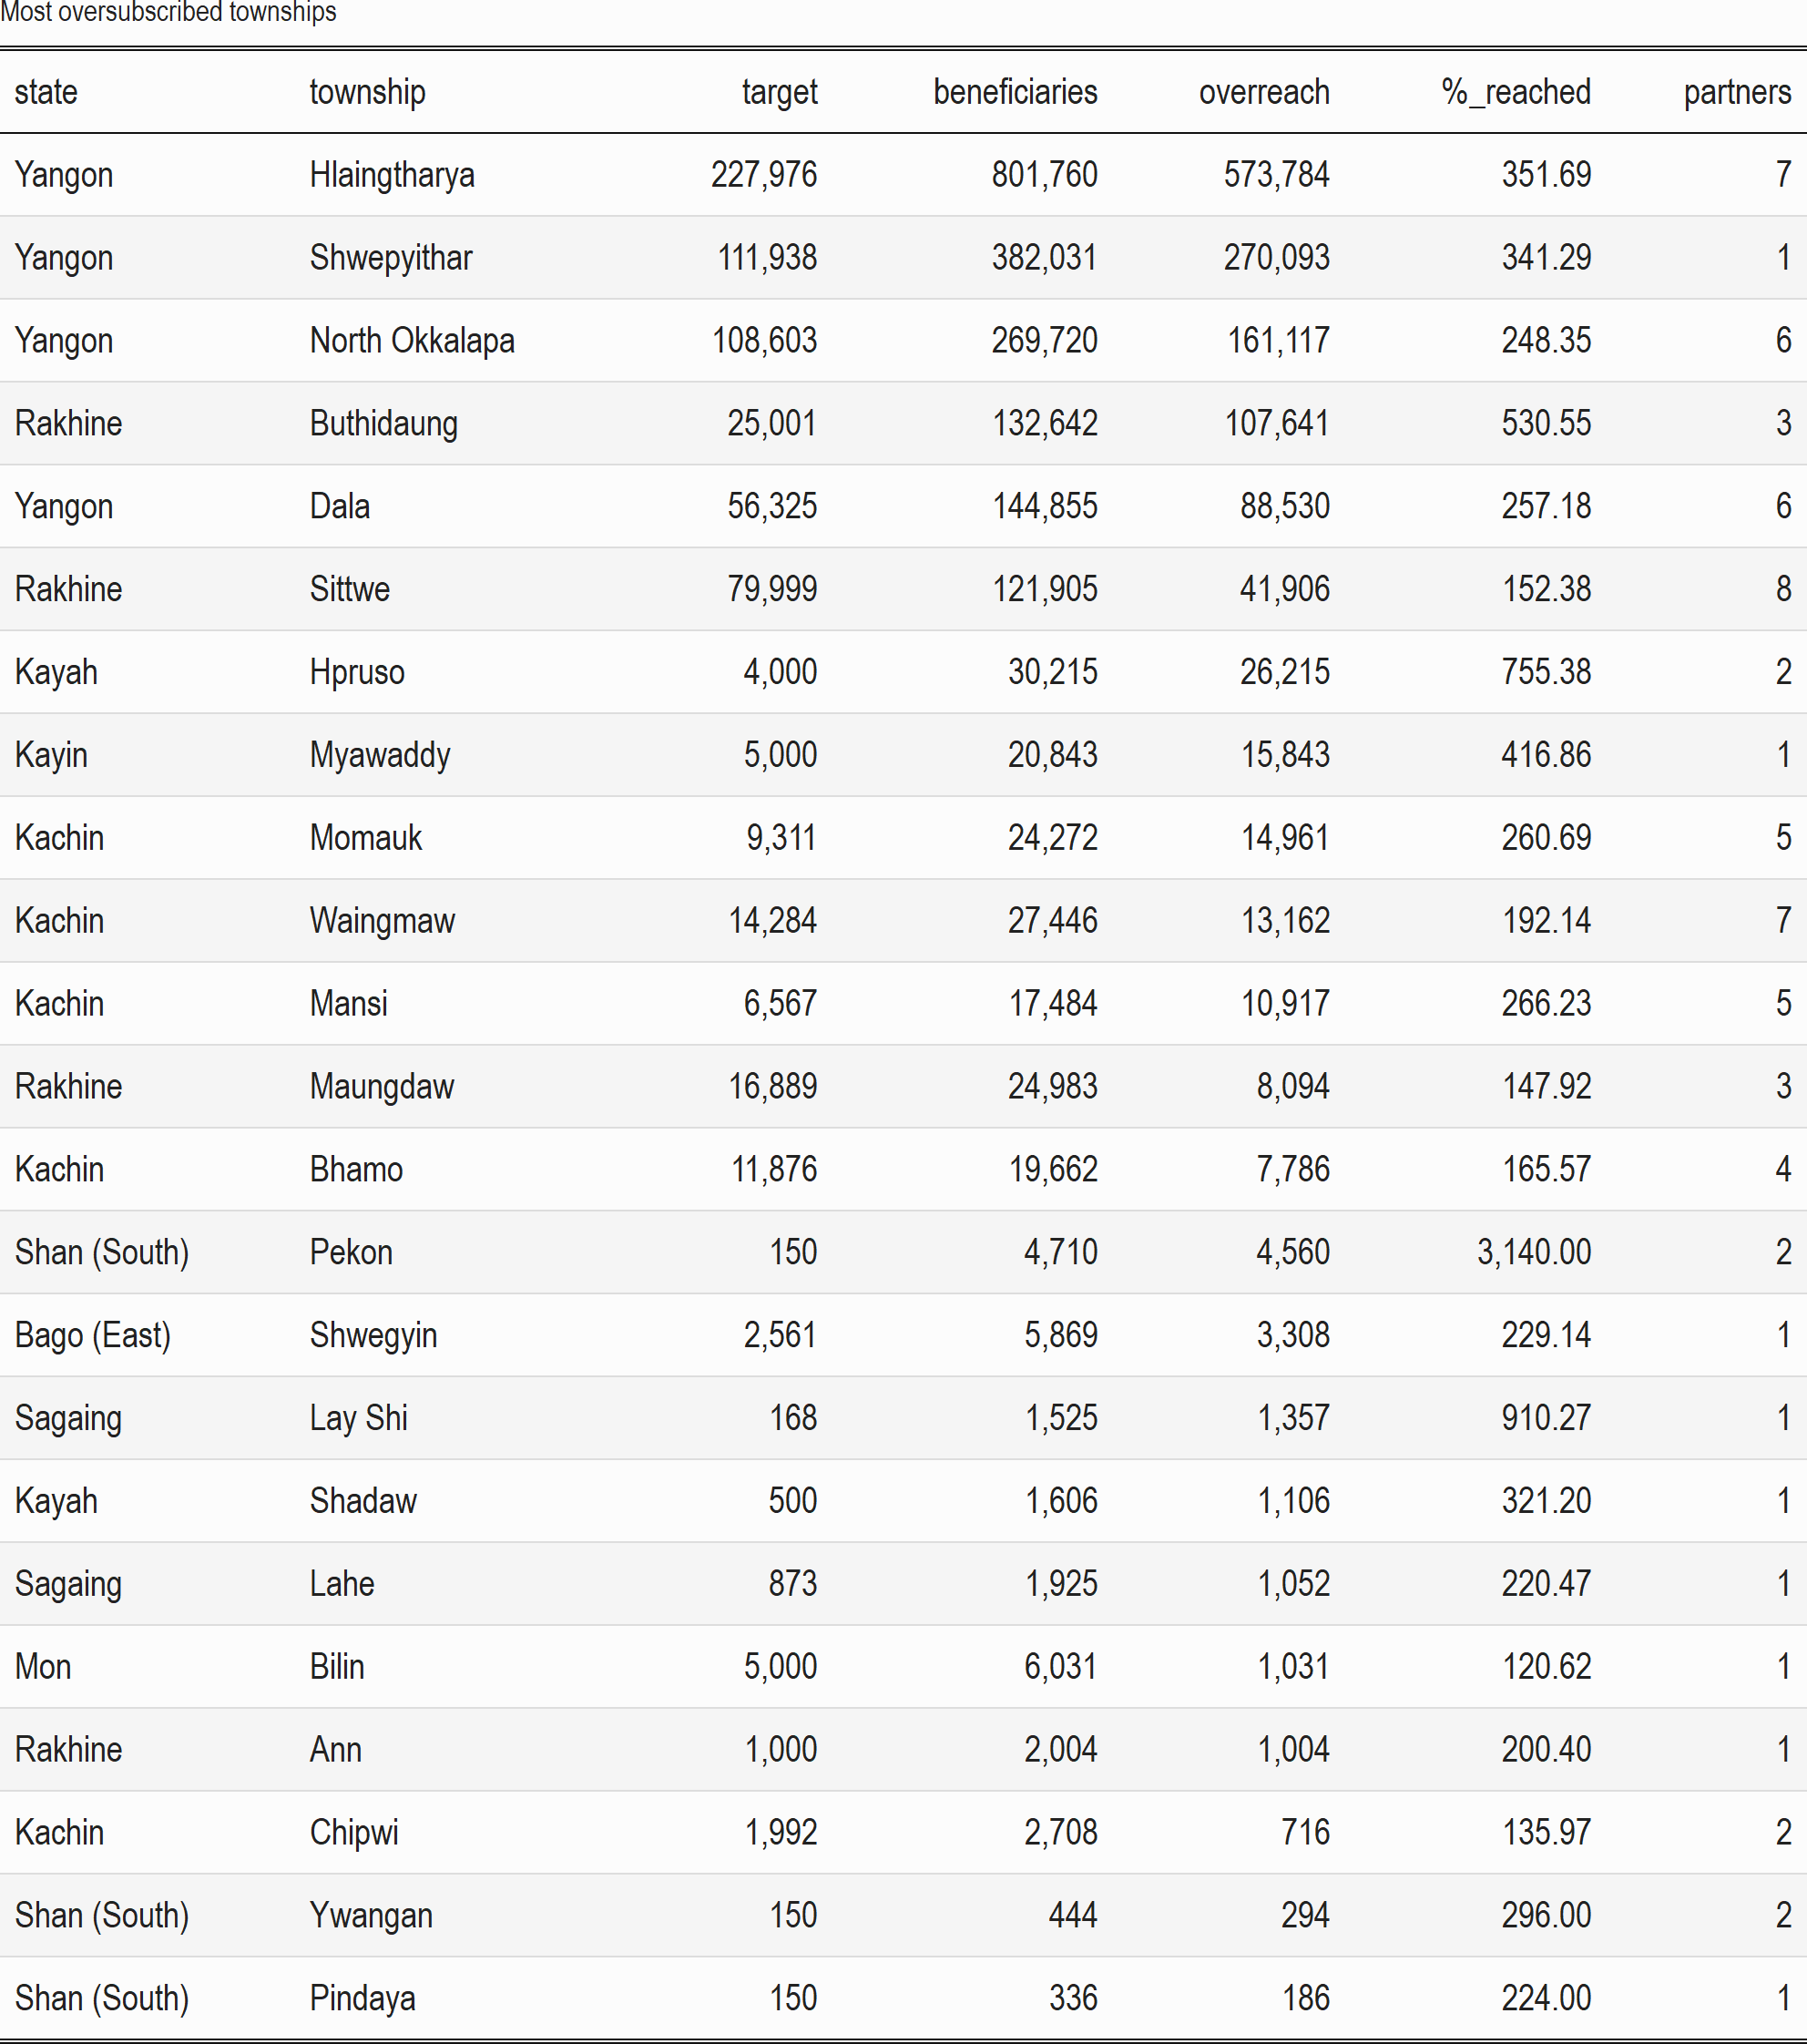 Most oversubscribed townships
state township target beneficiaries overreach %_reached partners
Yangon Hlaingtharya 227,976 801,760 573,784 351.69 7
Yangon Shwepyithar 111,938 382,031 270,093 341.29 1
Yangon North Okkalapa 108,603 269,720 161,117 248.35 6
Rakhine Buthidaung 25,001 132,642 107,641 530.55 3
Yangon Dala 56,325 144,855 88,530 257.18 6
Rakhine Sittwe 79,999 121,905 41,906 152.38 8
Kayah Hpruso 4,000 30,215 26,215 755.38 2
Kayin Myawaddy 5,000 20,843 15,843 416.86 1
Kachin Momauk 9,311 24,272 14,961 260.69 5
Kachin Waingmaw 14,284 27,446 13,162 192.14 7
Kachin Mansi 6,567 17,484 10,917 266.23 5
Rakhine Maungdaw 16,889 24,983 8,094 147.92 3
Kachin Bhamo 11,876 19,662 7,786 165.57 4
Shan (South) Pekon 150 4,710 4,560 3,140.00 2
Bago (East) Shwegyin 2,561 5,869 3,308 229.14 1
Sagaing Lay Shi 168 1,525 1,357 910.27 1
Kayah Shadaw 500 1,606 1,106 321.20 1
Sagaing Lahe 873 1,925 1,052 220.47 1
Mon Bilin 5,000 6,031 1,031 120.62 1
Rakhine Ann 1,000 2,004 1,004 200.40 1
Kachin Chipwi 1,992 2,708 716 135.97 2
Shan (South) Ywangan 150 444 294 296.00 2
Shan (South) Pindaya 150 336 186 224.00 1